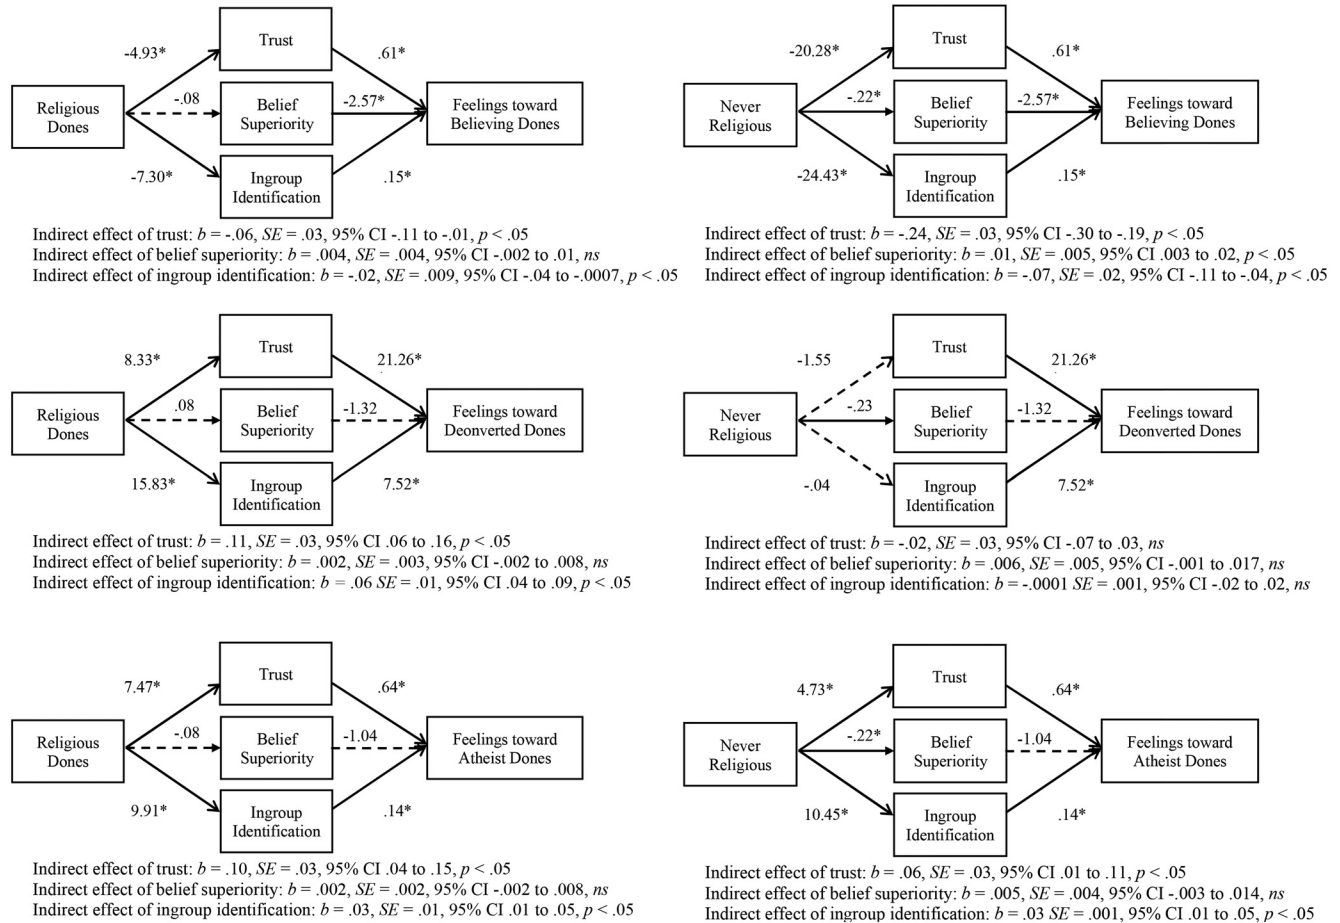 -4.93*
Trust
.61*
Religious
Dones
-.08
Belief
Superiority
-2.57*
Feelings toward
Believing Dones
-7.30*
Ingroup
Identification
.15*
Indirect effect of trust: b = -.06, SE = .03, 95% CI -.11 to -.01, p < .05
Indirect effect of belief superiority: b = .004, SE = .004, 95% CI -.002 to .01, ns
Indirect effect of ingroup identification: b = -.02, SE = .009, 95% CI -.04 to -.0007, p < .05
-20.28*
Trust
.61*
Never
Religious
-.22*
Belief
Superiority
-2.57*
Feelings toward
Believing Dones
-24.43*
Ingroup
Identification
.15*
Indirect effect of trust: b = -.24, SE = .03, 95% CI -.30 to -.19, p < .05
Indirect effect of belief superiority: b = .01, SE = .005, 95% CI .003 to .02, p < .05
Indirect effect of ingroup identification: b = -.07, SE = .02, 95% CI -.11 to -.04, p < .05
8.33*
Trust
21.26*
Religious
Dones
.08
Belief
Superiority
-1.32
Feelings toward
Deonverted Dones
15.83*
Ingroup
Identification
7.52*
Indirect effect of trust: b = .11, SE = .03, 95% CI .06 to .16, p < .05
Indirect effect of belief superiority: b = .002, SE = .003, 95% CI -.002 to .008, ns
Indirect effect of ingroup identification: b = .06 SE = .01, 95% CI .04 to .09, p < .05
-1.55
Trust
21.26*
Never
Religious
-.23
Belief
Superiority
-1.32
Feelings toward
Deonverted Dones
-.04
Ingroup
Identification
7.52*
Indirect effect of trust: b = -.02, SE = .03, 95% CI -.07 to .03, ns
Indirect effect of belief superiority: b = .006, SE = .005, 95% CI -.001 to .017, ns
Indirect effect of ingroup identification: b = -.0001 SE = .001, 95% CI -.02 to .02, ns
7.47*
Trust
.64*
Religious
Dones
-.08
Belief
Superiority
-1.04
Feelings toward
Atheist Dones
9.91*
Ingroup
Identification
.14*
Indirect effect of trust: b = .10, SE = .03, 95% CI .04 to .15, p < .05
Indirect effect of belief superiority: b = .002, SE = .002, 95% CI -.002 to .008, ns
Indirect effect of ingroup identification: b = .03, SE = .01, 95% CI .01 to .05, p < .05
4.73*
Trust
.64*
Never
Religious
-.22*
Belief
Superiority
-1.04
Feelings toward
Atheist Dones
10.45*
Ingroup
Identification
.14*
Indirect effect of trust: b = .06, SE = .03, 95% CI .01 to .11, p < .05
Indirect effect of belief superiority: b = .005, SE = .004, 95% CI -.003 to .014, ns
Indirect effect of ingroup identification: b = .03 SE = .001, 95% CI .01 to .05, p < .05